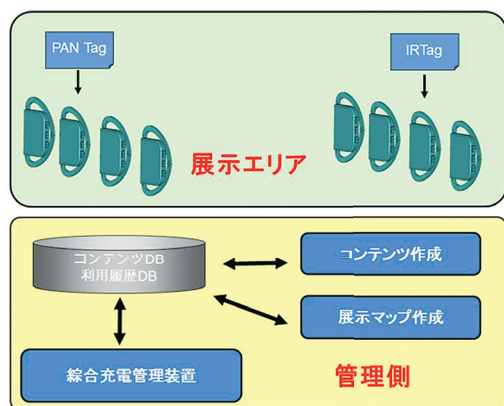 PAN Tag
IRTag
展示エリア
コンテンツDB
利用履歴DB
コンテンツ作成
展示マップ作成
綜合充電管理装置
管理側